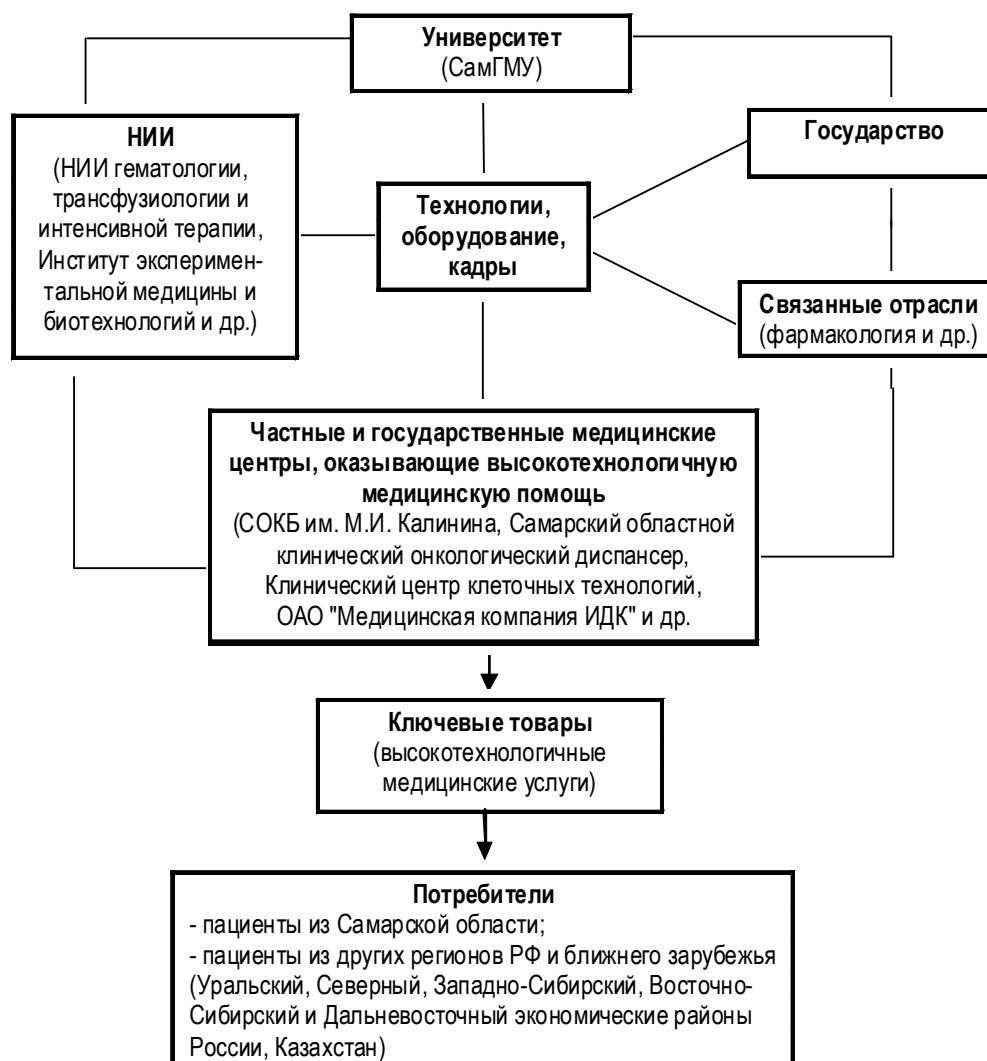 Университет
(СамГМУ)
НИИ
(НИИ гематологии,
трансфузиологии и
интенсивной терапии,
Институт эксперимен-
тальной медицины и
биотехнологий и др.)
Технологии,
оборудование,
кадры
Государство
Связанные отрасли
(фармакология и др.)
Частные и государственные медицинские
центры, оказывающие высокотехнологичную
медицинскую помощь
(СОКБ им. М.И. Калинина, Самарский областной
клинический онкологический диспансер,
Клинический центр клеточных технологий,
ОАО "Медицинская компания ИДК" и др.
Ключевые товары
(высокотехнологичные
медицинские услуги)
Потребители
- пациенты из Самарской области;
- пациенты из других регионов РФ и ближнего зарубежья
(Уральский, Северный, Западно-Сибирский, Восточно-
Сибирский и Дальневосточный экономические районы
России, Казахстан)